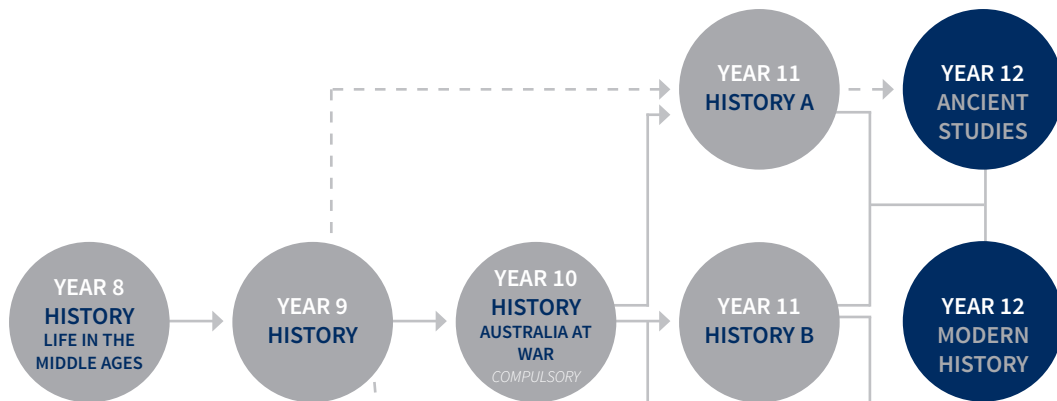 YEAR 11
HISTORY A
YEAR 12
ANCIENT
STUDIES
YEAR 8
HISTORY
LIFE IN THE
MIDDLE AGES
YEAR 9
HISTORY
YEAR 10
HISTORY
AUSTRALIA AT
WAR
COMPULSORY
YEAR 11
HISTORY B
YEAR 12
MODERN
HISTORY